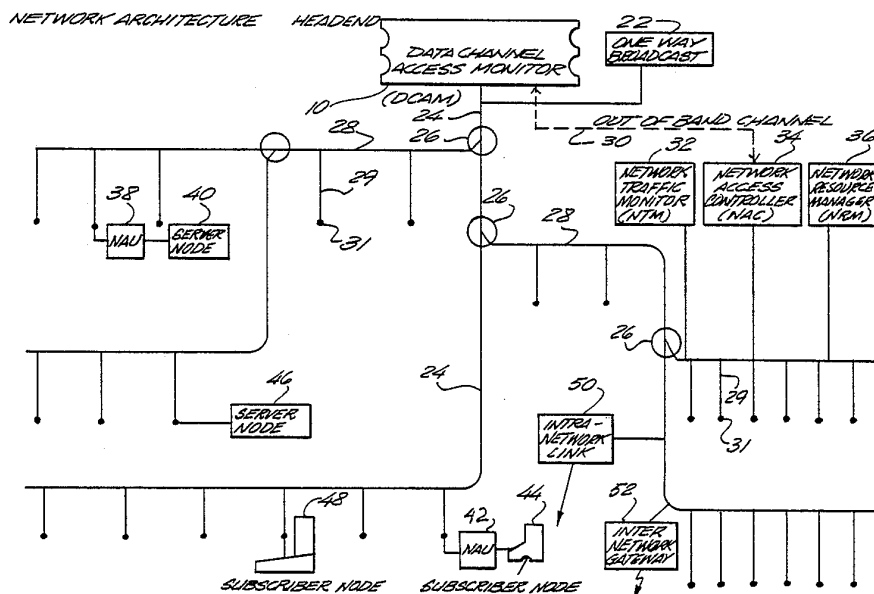 NETWORK ARCHITECTURE
HEADEND
22
DATA CHANNEL
ACCESS MONITOR
ONE WAY
BROADCAST
10
(DCAM)
24
OUT OF BAND CHANNEL
28
26
30
32
34
36
29
NETWORK
TRAFFIC
MONITOR
(NTM)
NETWORK
ACCESS
CONTROLLER
(NAC)
NETWORK
RESOURCE
MANAGER
(NRM)
38
40
26
28
31
NAU
SERVER
NODE
26
24
46
50
29
SERVER
NODE
INTRA-
NETWORK
LINK
31
48
42
44
52
NAU
INTER
NETWORK
GATEWAY
SUBSCRIBER NODE
SUBSCRIBER NODE